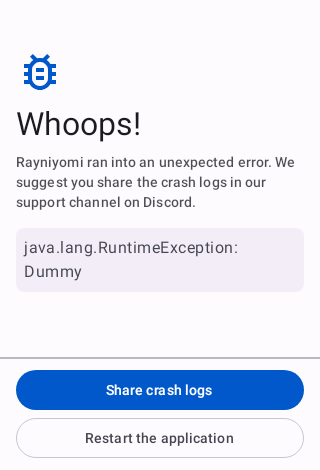 Whoops!
Rayniyomi ran into an unexpected error. We
suggest you share the crash logs in our
support channel on Discord.
java.lang.RuntimeException:
Dummy
Share crash logs
Restart the application